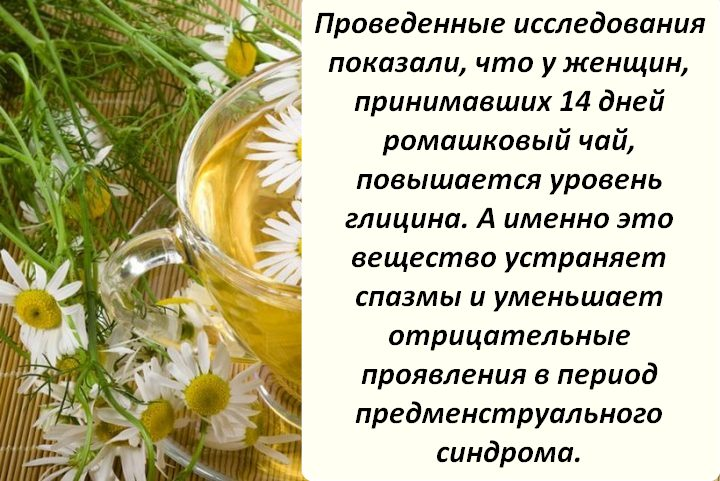 Проведенные исследования
показали, что у женщин,
принимавших 14 дней
ромашковый чай,
повышается уровень
глицина. А именно это
вещество устраняет
спазмы и уменьшает
отрицательные
проявления в период
предменструального
синдрома.